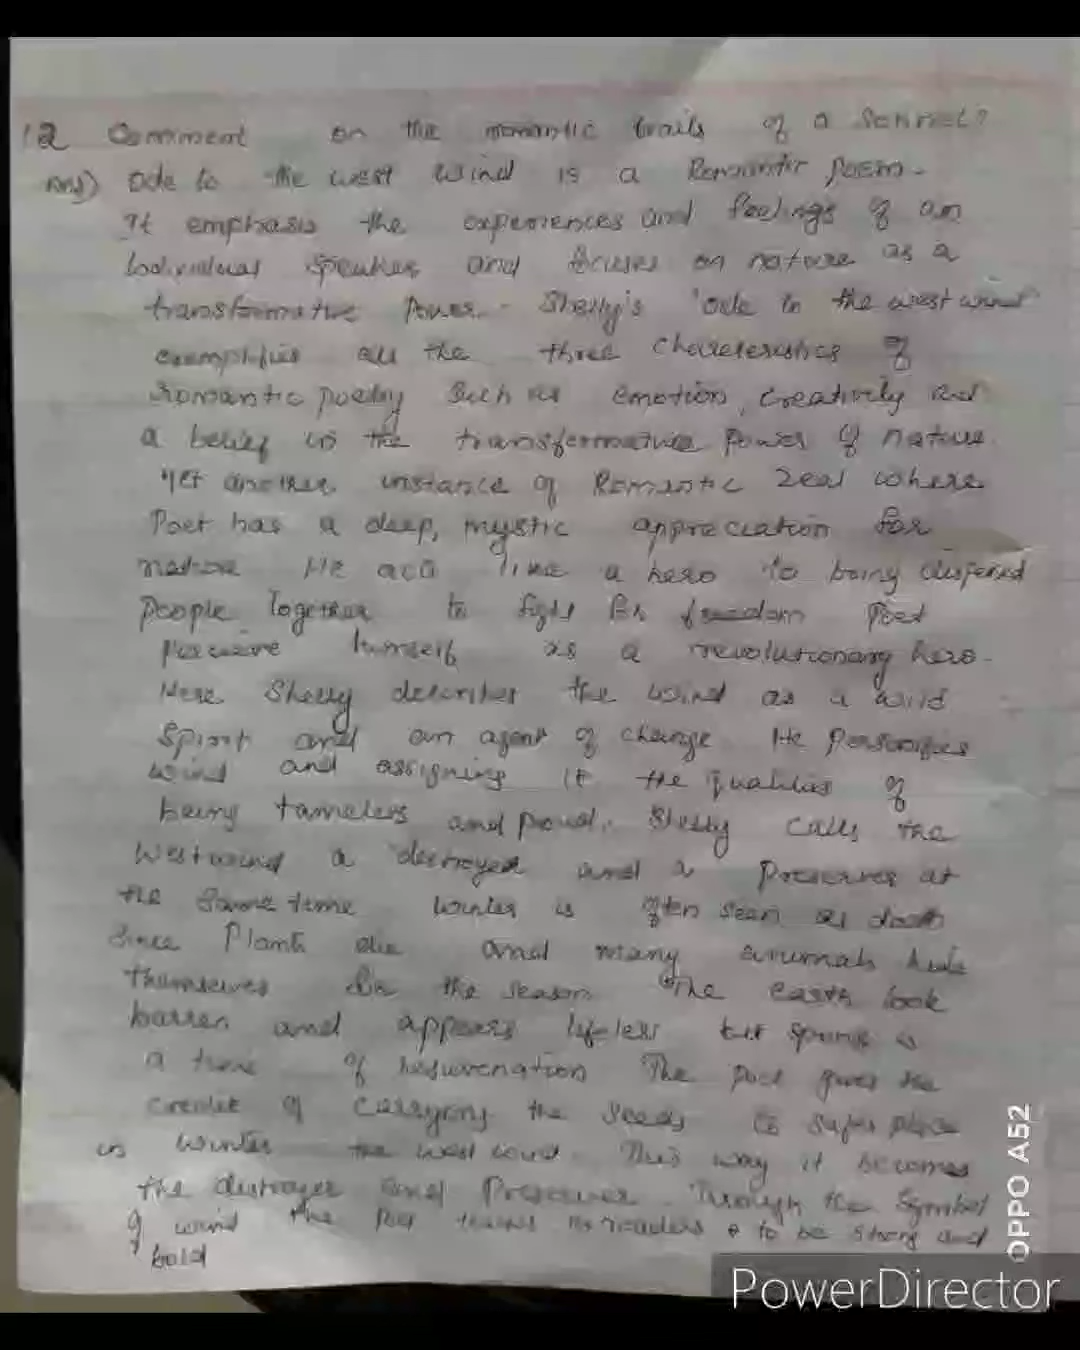 12 Comment on the romantic traits of a Sonnet?
Ans) Ode to the west wind is a Romantic poem.
It emphasis the experiences and feelings of an
Individual speaker and focuses on nature as a
transformative Power. Shelly's 'ode to the west wind'
exemplifies all the three characteristics of
Romantic poetry such as emotion, creativity and
a belief in the transformative Power of nature.
Yet another instance of Romantic zeal where
Poet has a deep, mystic appreciation for
nature He acts like a hero to bring
People together to fight for freedom Poet
Perceive himself as a revolutionary hero.
Here Shelly describes the wind as a wild
Spirit and an agent of change He Personifies
wind and assigning it the qualities of
being tameless and proud. Shelly calls the
West wind a destroyer and a Preserver at
the same time winter is often seen as death
Since Plants die and many animals hide
themselves for the season The earth look
barren and appears lifeless but spring is
a time of rejuvenation The poet gives the
credit of carrying the seeds to safer place
in winter the west wind. This way it becomes
the destroyer and Preserver Through the Symbol
of wind the poet readers to be strong and
bold
OPPO A52
PowerDirector